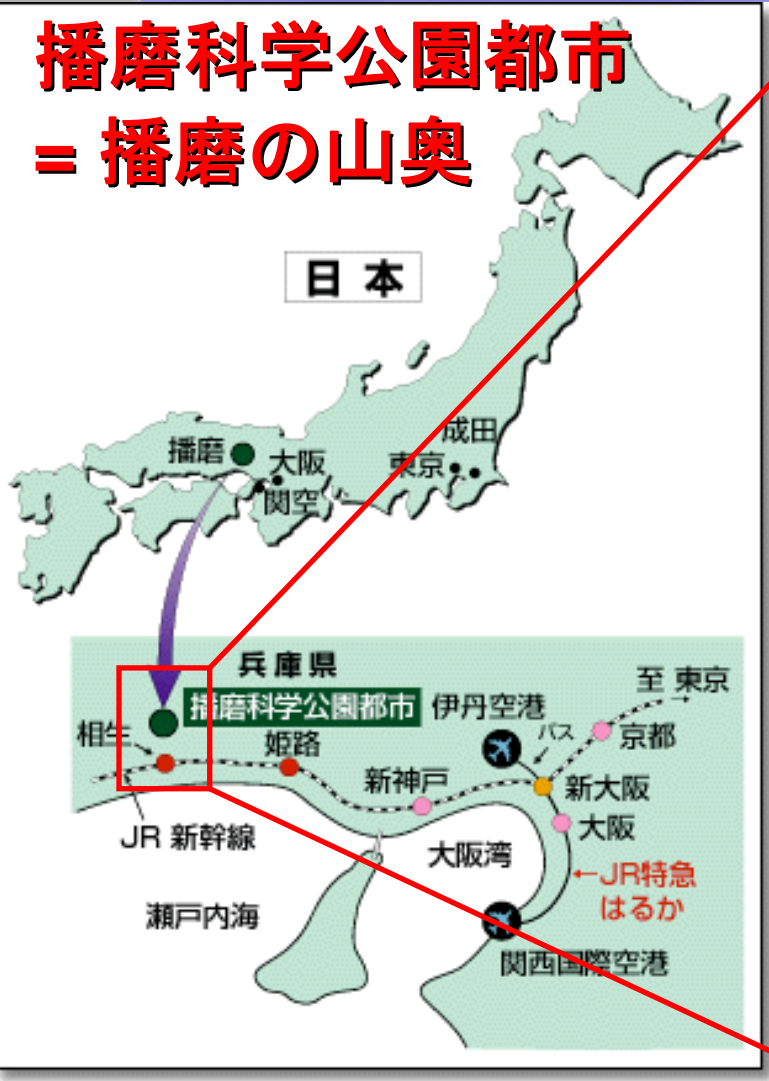 播磨科学公園都市
= 播磨の山奥
日 本
成田
播磨
大阪
東京
関空
兵庫県
至 東京
播磨科学公園都市
伊丹空港
相生
姫路
バス
京都
新神戸
新大阪
JR 新幹線
大阪
大阪湾
←JR特急
はるか
瀬戸内海
関西国際空港